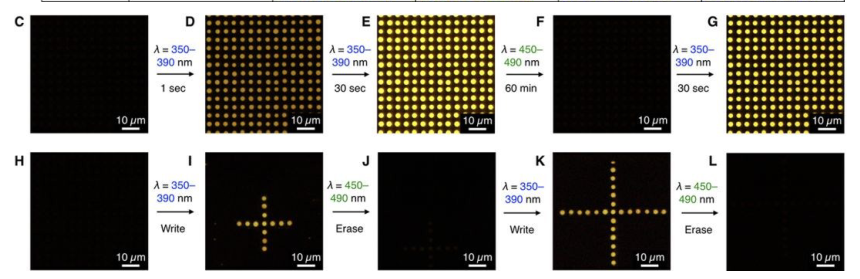 C
D
E
F
G
λ = 350–
390 nm
1 sec
λ = 350–
390 nm
30 sec
λ = 450–
490 nm
60 min
λ = 350–
390 nm
30 sec
10 μm
10 μm
10 μm
10 μm
10 μm
H
I
J
K
L
λ = 350–
390 nm
Write
λ = 450–
490 nm
Erase
λ = 350–
390 nm
Write
λ = 450–
490 nm
Erase
10 μm
10 μm
10 μm
10 μm
10 μm